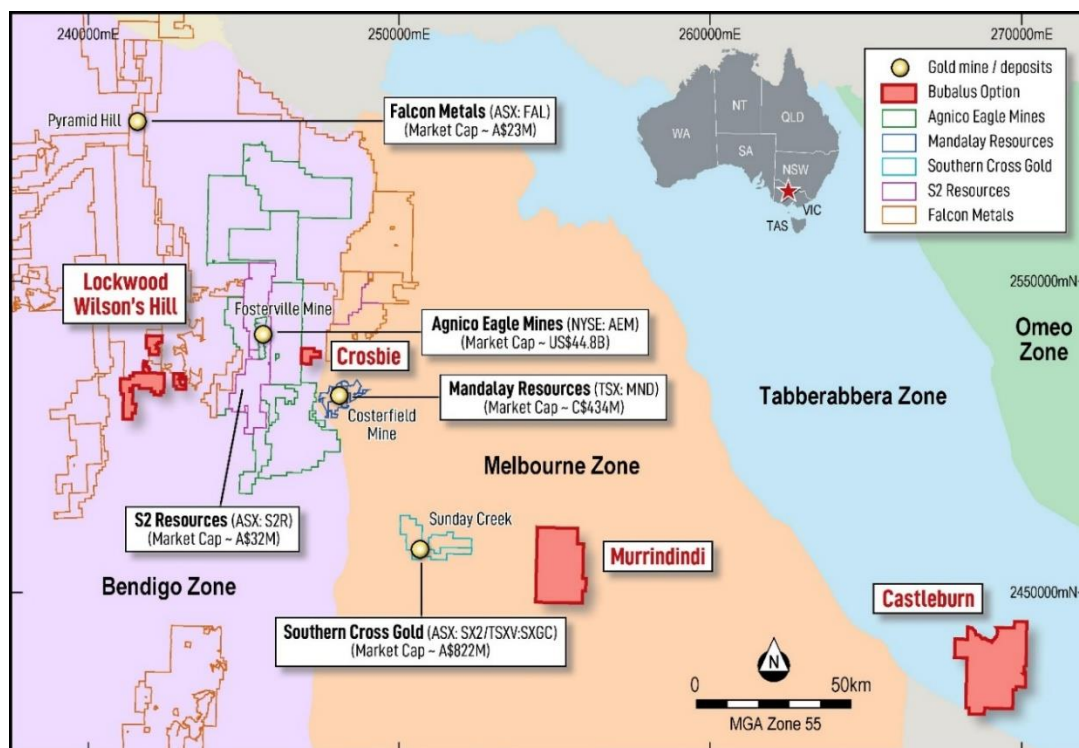 240000mE
250000mE
260000mE
270000mE
Gold mine / deposits
Bubalus Option
Agnico Eagle Mines
Mandalay Resources
Southern Cross Gold
S2 Resources
Falcon Metals
NT
QLD
WA
SA
NSW
VIC
TAS
Pyramid Hill
Falcon Metals (ASX: FAL)
(Market Cap ~ A$23M)
Lockwood
Wilson's Hill
Fosterville Mine
Agnico Eagle Mines (NYSE: AEM)
(Market Cap ~ US$44.8B)
Crosbie
Mandalay Resources (TSX: MND)
(Market Cap ~ C$434M)
Costerfield
Mine
2550000mN
Omeo
Zone
Tabberabbera Zone
Melbourne Zone
S2 Resources (ASX: S2R)
(Market Cap ~ A$32M)
Sunday Creek
Murrindindi
Bendigo Zone
Castleburn
2450000mN
Southern Cross Gold (ASX: SX2/TSXV:SXGC)
(Market Cap ~ A$822M)
N
0
50km
MGA Zone 55